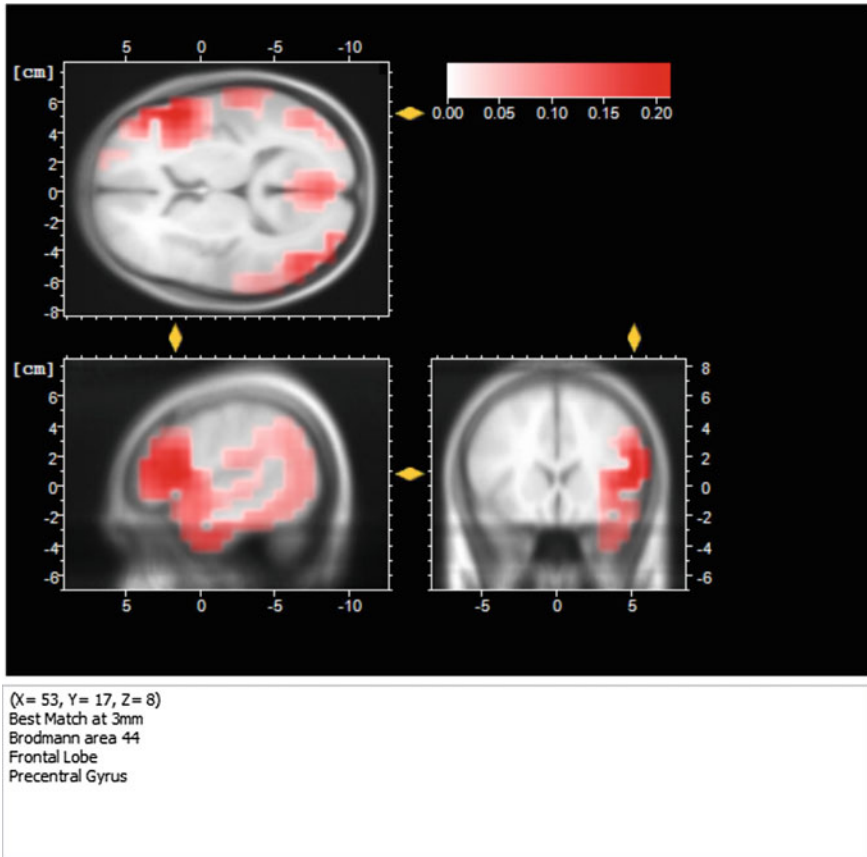 5 0 -5 -10
[cm]
6
4
2
0
-2
-4
-6
-8
0.00 0.05 0.10 0.15 0.20
[cm]
6
4
2
0
-2
-4
-6
5 0 -5 -10
8
6
4
2
0
-2
-4
-6
-5 0 5
(X= 53, Y= 17, Z= 8)
Best Match at 3mm
Brodmann area 44
Frontal Lobe
Precentral Gyrus